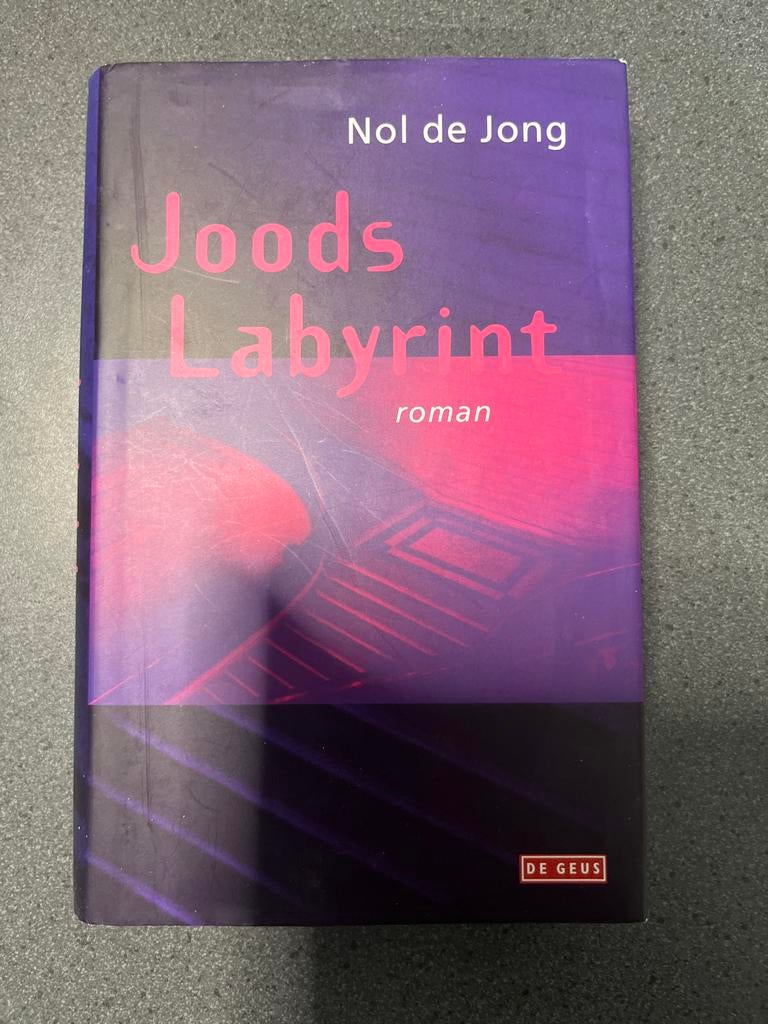 Nol de Jong
Joods
Labyrint
roman
DE GEUS